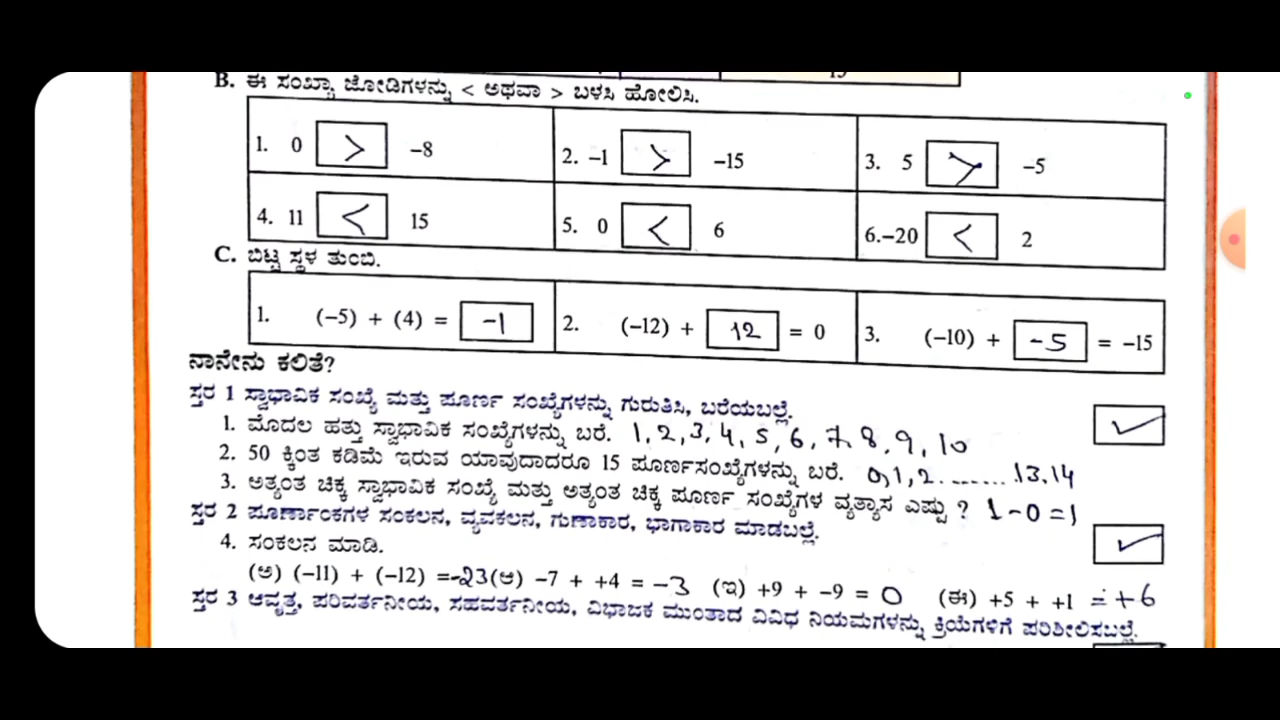 15
B. ಈ ಸಂಖ್ಯಾ ಜೋಡಿಗಳನ್ನು < ಅಥವಾ > ಬಳಸಿ ಹೋಲಿಸಿ.
1. 0 > -8 2. -1 > -15 3. 5 > -5
4. 11 < 15 5. 0 < 6 6.-20 < 2
C. ಬಿಟ್ಟ ಸ್ಥಳ ತುಂಬಿ.
1. (-5) + (4) = -1 2. (-12) + 12 = 0 3. (-10) + -5 = -15
ನಾನೇನು ಕಲಿತೆ?
ಸ್ತರ 1 ಸ್ವಾಭಾವಿಕ ಸಂಖ್ಯೆ ಮತ್ತು ಪೂರ್ಣ ಸಂಖ್ಯೆಗಳನ್ನು ಗುರುತಿಸಿ, ಬರೆಯಬಲ್ಲೆ.
1. ಮೊದಲ ಹತ್ತು ಸ್ವಾಭಾವಿಕ ಸಂಖ್ಯೆಗಳನ್ನು ಬರೆ. 1, 2, 3, 4, 5, 6, 7, 8, 9, 10
2. 50 ಕ್ಕಿಂತ ಕಡಿಮೆ ಇರುವ ಯಾವುದಾದರೂ 15 ಪೂರ್ಣಸಂಖ್ಯೆಗಳನ್ನು ಬರೆ. 0, 1, 2 ....... 13, 14
3. ಅತ್ಯಂತ ಚಿಕ್ಕ ಸ್ವಾಭಾವಿಕ ಸಂಖ್ಯೆ ಮತ್ತು ಅತ್ಯಂತ ಚಿಕ್ಕ ಪೂರ್ಣ ಸಂಖ್ಯೆಗಳ ವ್ಯತ್ಯಾಸ ಎಷ್ಟು ? 1 - 0 = 1
ಸ್ತರ 2 ಪೂರ್ಣಾಂಕಗಳ ಸಂಕಲನ, ವ್ಯವಕಲನ, ಗುಣಾಕಾರ, ಭಾಗಾಕಾರ ಮಾಡಬಲ್ಲೆ.
4. ಸಂಕಲನ ಮಾಡಿ.
(ಅ) (-11) + (-12) = -23 (ಆ) -7 + +4 = -3 (ಇ) +9 + -9 = 0 (ಈ) +5 + +1 = +6
ಸ್ತರ 3 ಆವೃತ್ತ, ಪರಿವರ್ತನೀಯ, ಸಹವರ್ತನೀಯ, ವಿಭಾಜಕ ಮುಂತಾದ ವಿವಿಧ ನಿಯಮಗಳನ್ನು ಕ್ರಿಯೆಗಳಿಗೆ ಪರಿಶೀಲಿಸಬಲ್ಲೆ.